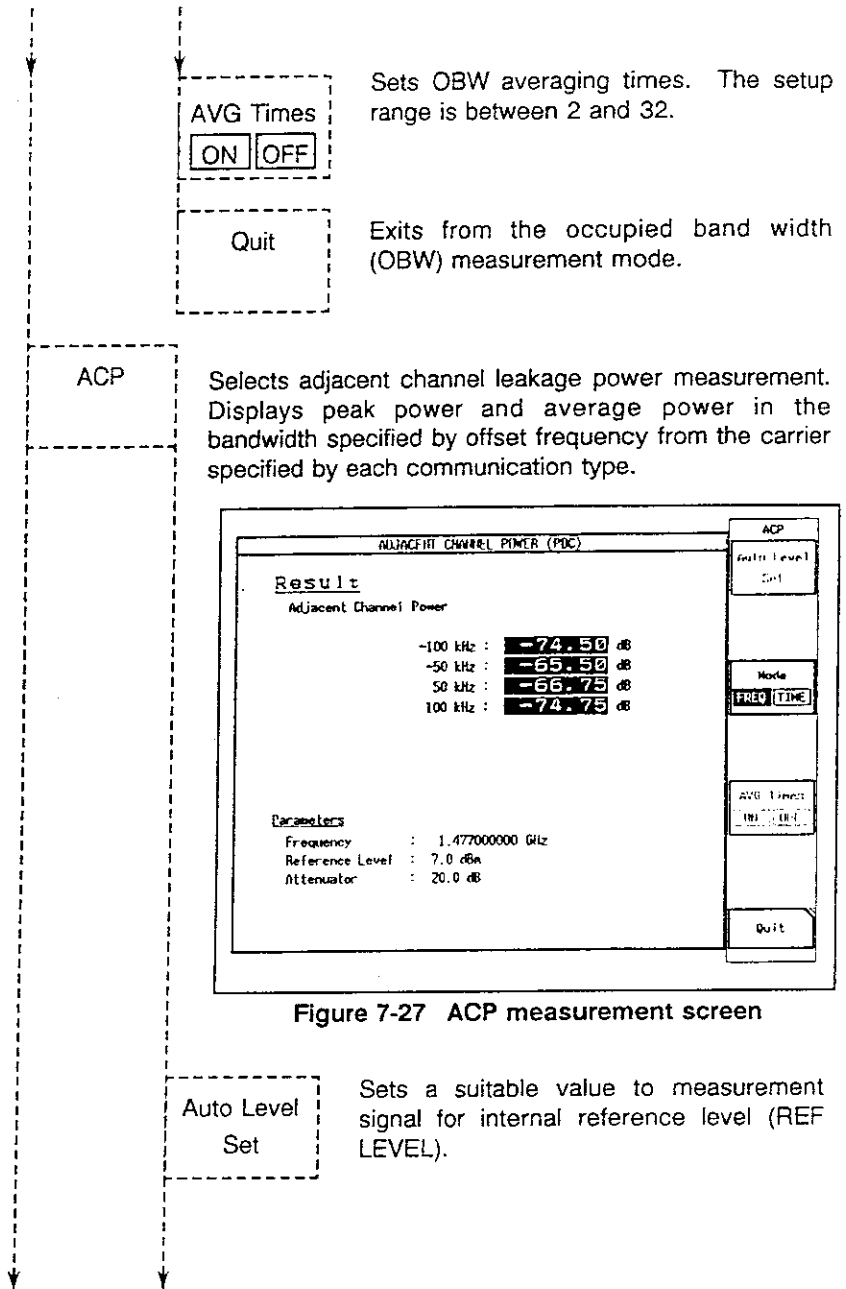 AVG Times
ON OFF
Sets OBW averaging times. The setup
range is between 2 and 32.
Quit
Exits from the occupied band width
(OBW) measurement mode.
ACP
Selects adjacent channel leakage power measurement.
Displays peak power and average power in the
bandwidth specified by offset frequency from the carrier
specified by each communication type.
ADJACENT CHANNEL POWER (PDC)
Result
Adjacent Channel Power
-100 kHz : -74.50 dB
-50 kHz : -65.50 dB
50 kHz : -66.75 dB
100 kHz : -74.75 dB
Parameters
Frequency : 1.477000000 GHz
Reference Level : 7.0 dBm
Attenuator : 20.0 dB
ACP
Auto Level
Set
Mode
FREQ TIME
AVG Times
ON OFF
Quit
Figure 7-27 ACP measurement screen
Auto Level
Set
Sets a suitable value to measurement
signal for internal reference level (REF
LEVEL).